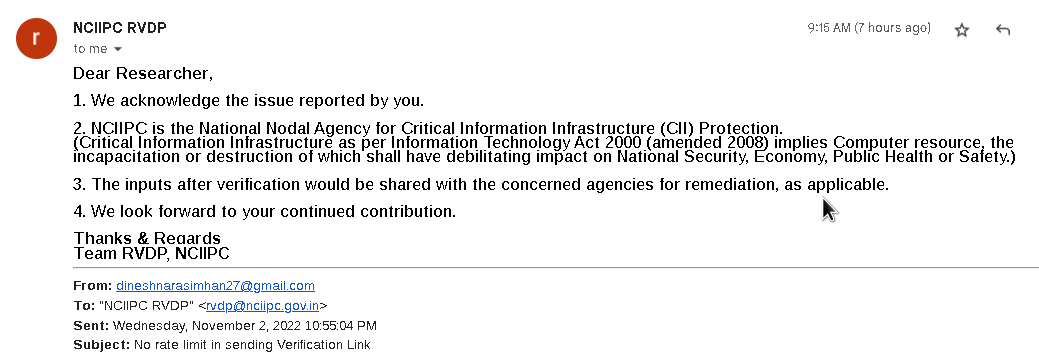 r
NCIIPC RVDP
9:15 AM (7 hours ago)
to me
Dear Researcher,
1. We acknowledge the issue reported by you.
2. NCIIPC is the National Nodal Agency for Critical Information Infrastructure (CII) Protection.
(Critical Information Infrastructure as per Information Technology Act 2000 (amended 2008) implies Computer resource, the
incapacitation or destruction of which shall have debilitating impact on National Security, Economy, Public Health or Safety.)
3. The inputs after verification would be shared with the concerned agencies for remediation, as applicable.
4. We look forward to your continued contribution.
Thanks & Regards
Team RVDP, NCIIPC
From: dineshnarasimhan27@gmail.com
To: "NCIIPC RVDP" <rvdp@nciipc.gov.in>
Sent: Wednesday, November 2, 2022 10:55:04 PM
Subject: No rate limit in sending Verification Link